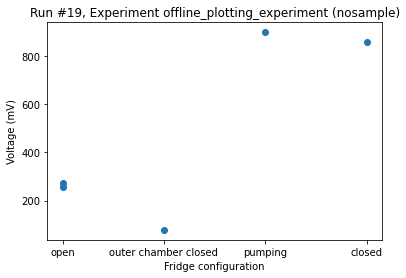 Run #19, Experiment offline_plotting_experiment (nosample)
Voltage (mV)
800
600
400
200
open outer chamber closed pumping closed
Fridge configuration